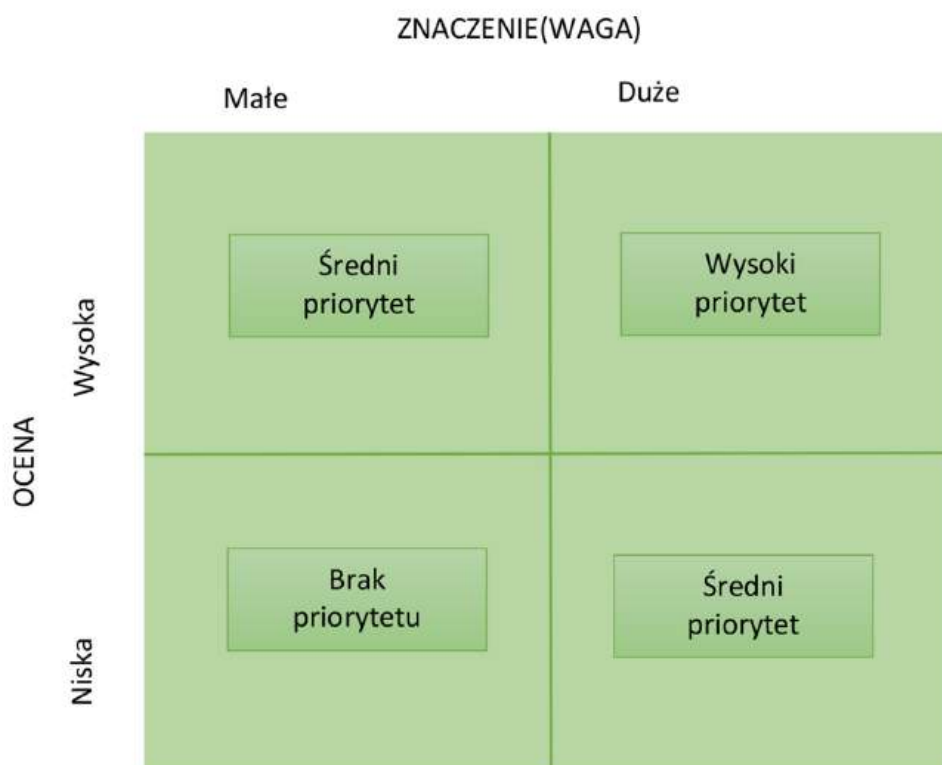 ZNACZENIE(WAGA)
Małe
Duże
OCENA
Wysoka
Średni
priorytet
Wysoki
priorytet
Niska
Brak
priorytetu
Średni
priorytet